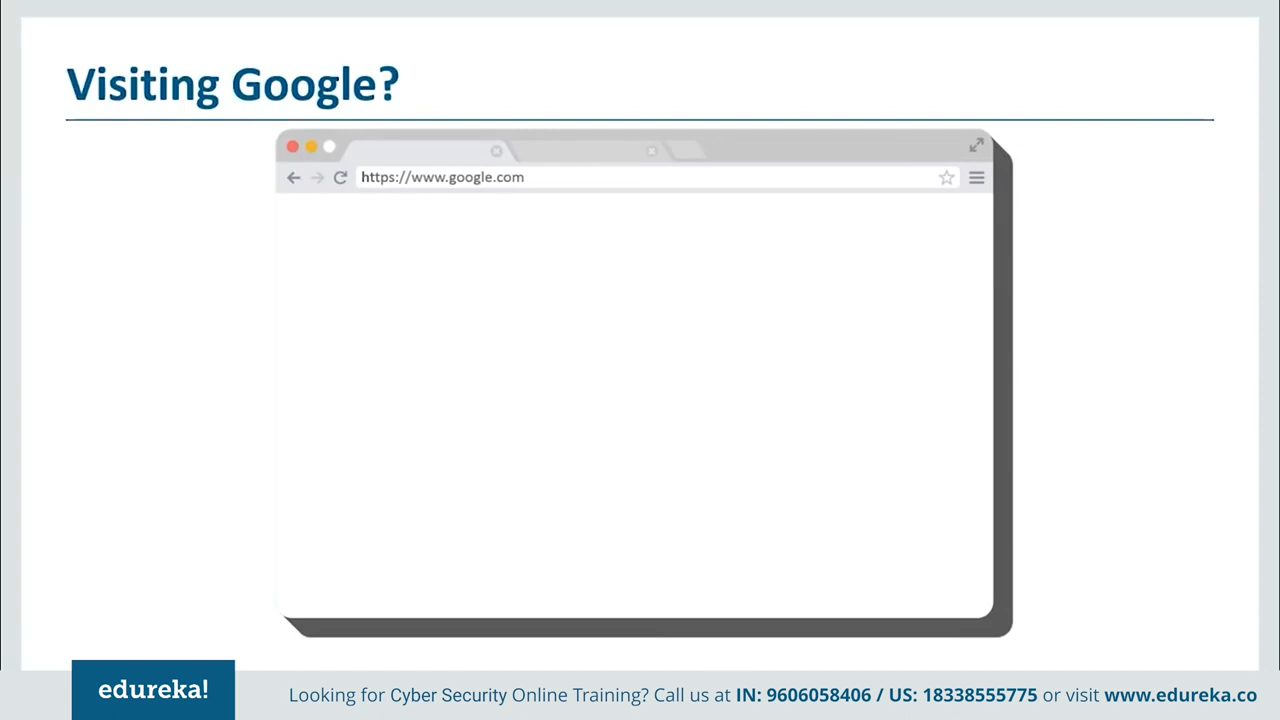 Visiting Google?
https://www.google.com
edureka!
Looking for Cyber Security Online Training? Call us at IN: 9606058406 / US: 18338555775 or visit www.edureka.co